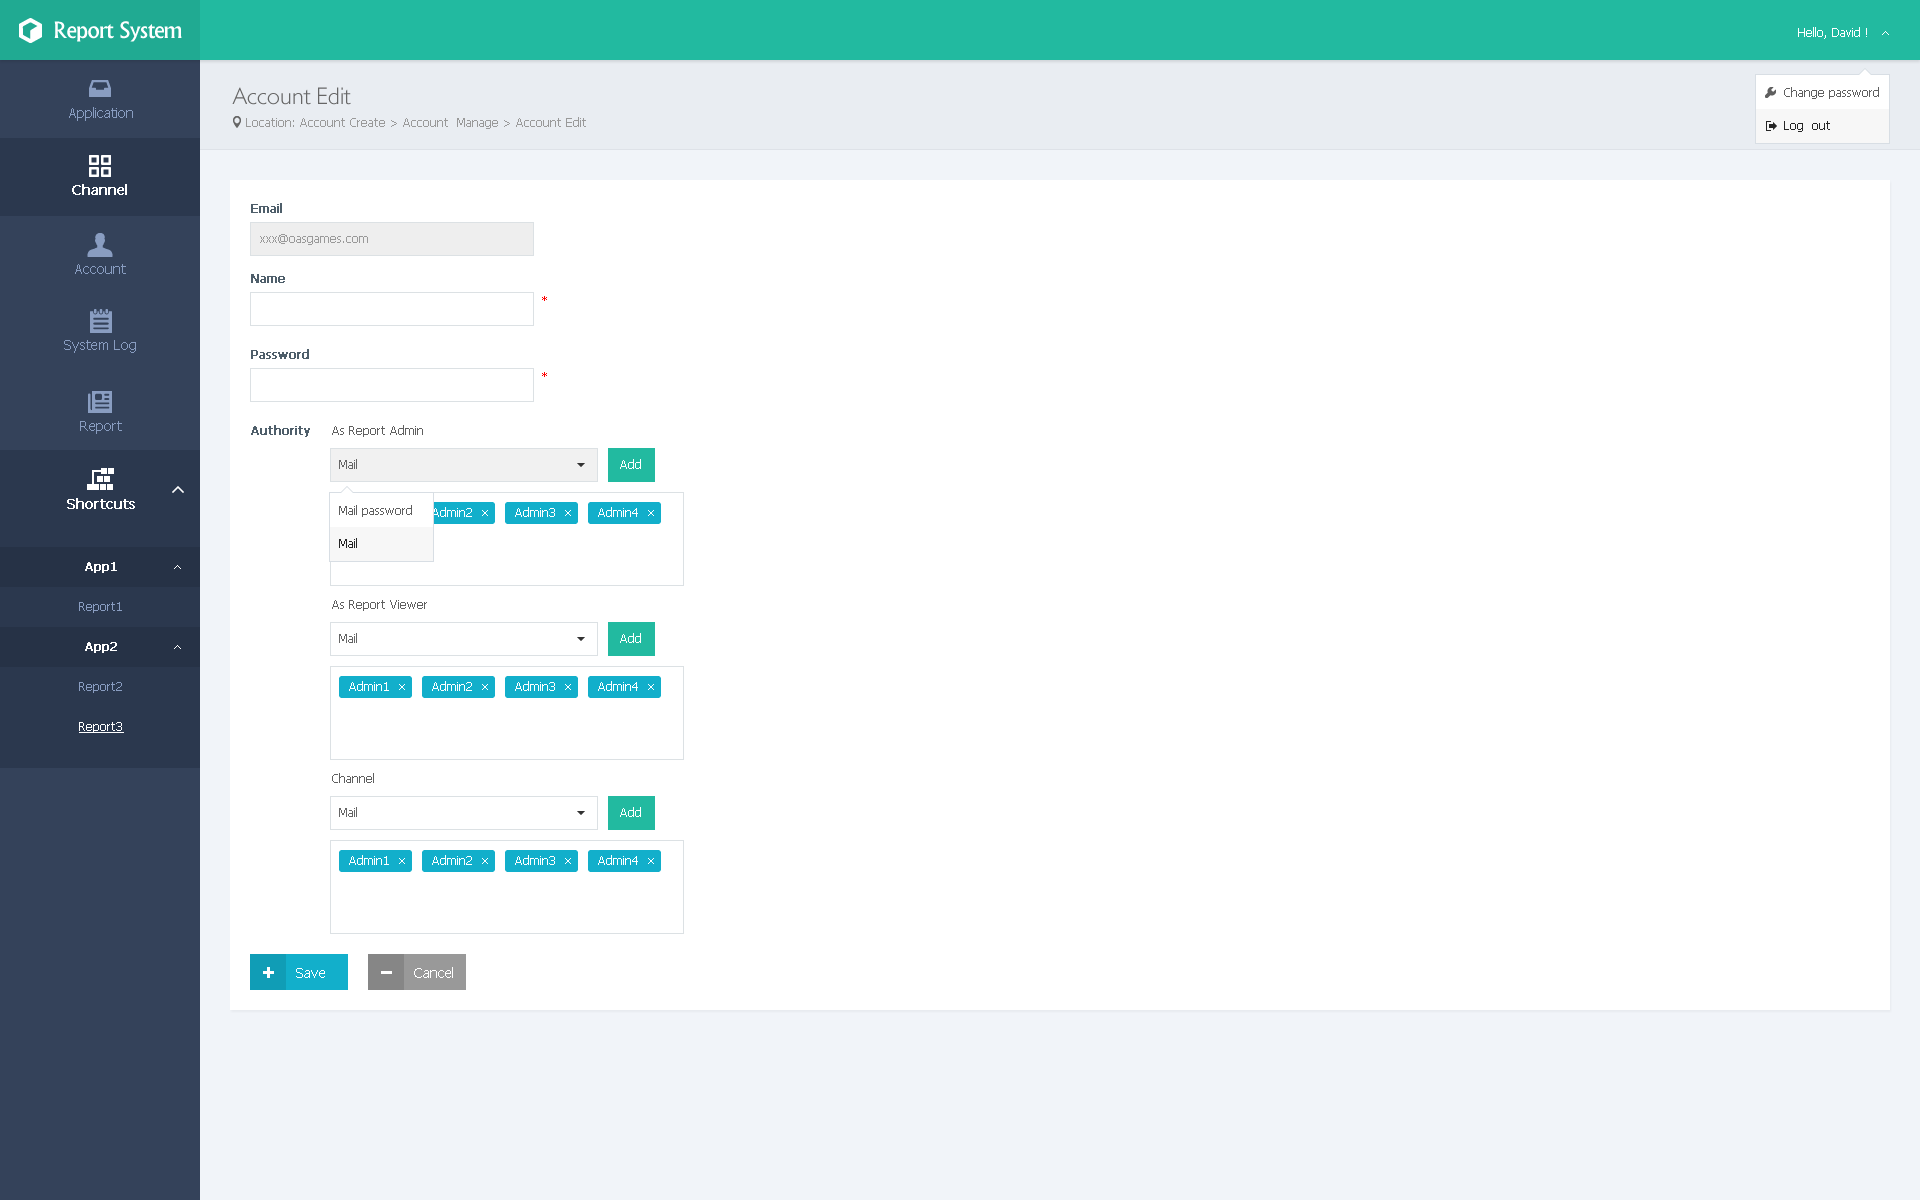 Report System
Hello, David !
Change password
Log out
Application
Channel
Account
System Log
Report
Shortcuts
App1
Report1
App2
Report2
Report3
Account Edit
Location: Account Create > Account Manage > Account Edit
Email
xxx@oasgames.com
Name
*
Password
*
Authority As Report Admin
Mail Add
Mail password
Mail
Admin2 × Admin3 × Admin4 ×
As Report Viewer
Mail Add
Admin1 × Admin2 × Admin3 × Admin4 ×
Channel
Mail Add
Admin1 × Admin2 × Admin3 × Admin4 ×
Save Cancel